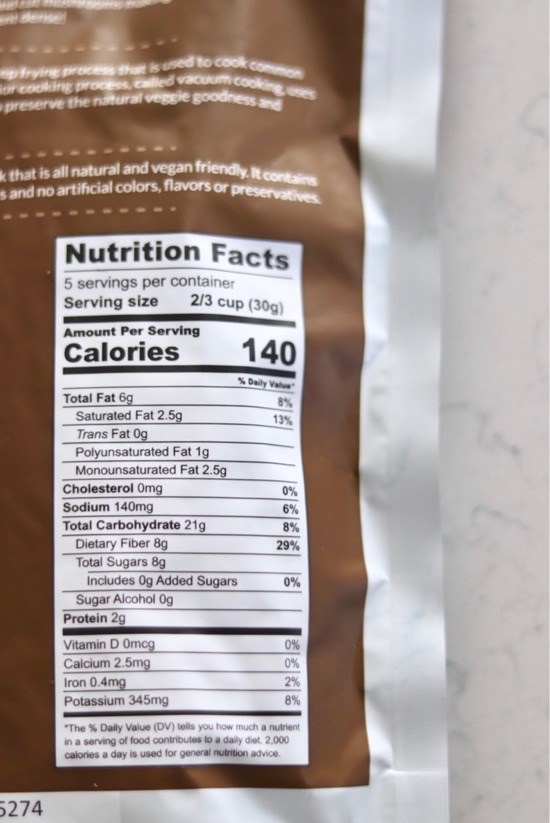 ent dense!
frying process that is used to cook common
ior cooking process, called vacuum cooking, uses
preserve the natural veggie goodness and
k that is all natural and vegan friendly. It contains
s and no artificial colors, flavors or preservatives.
Nutrition Facts
5 servings per container
Serving size 2/3 cup (30g)
Amount Per Serving
Calories 140
% Daily Value*
Total Fat 6g 8%
Saturated Fat 2.5g 13%
Trans Fat 0g
Polyunsaturated Fat 1g
Monounsaturated Fat 2.5g
Cholesterol 0mg 0%
Sodium 140mg 6%
Total Carbohydrate 21g 8%
Dietary Fiber 8g 29%
Total Sugars 8g
Includes 0g Added Sugars 0%
Sugar Alcohol 0g
Protein 2g
Vitamin D 0mcg 0%
Calcium 2.5mg 0%
Iron 0.4mg 2%
Potassium 345mg 8%
*The % Daily Value (DV) tells you how much a nutrient
in a serving of food contributes to a daily diet. 2,000
calories a day is used for general nutrition advice.
5274